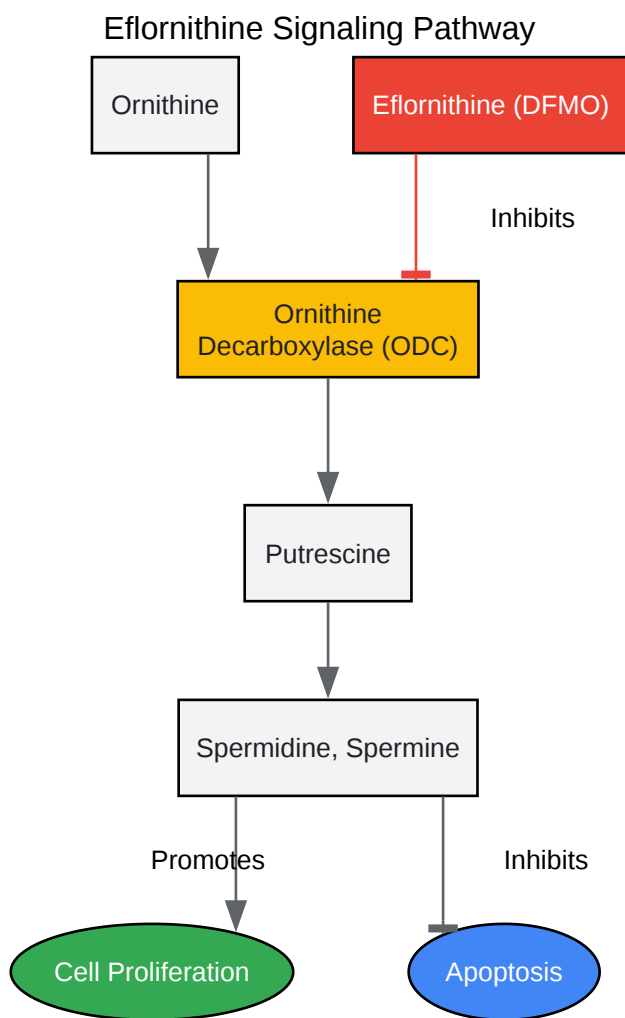 Eflornithine Signaling Pathway
Ornithine
Eflornithine (DFMO)
Inhibits
Ornithine
Decarboxylase (ODC)
Putrescine
Spermidine, Spermine
Promotes
Inhibits
Cell Proliferation
Apoptosis